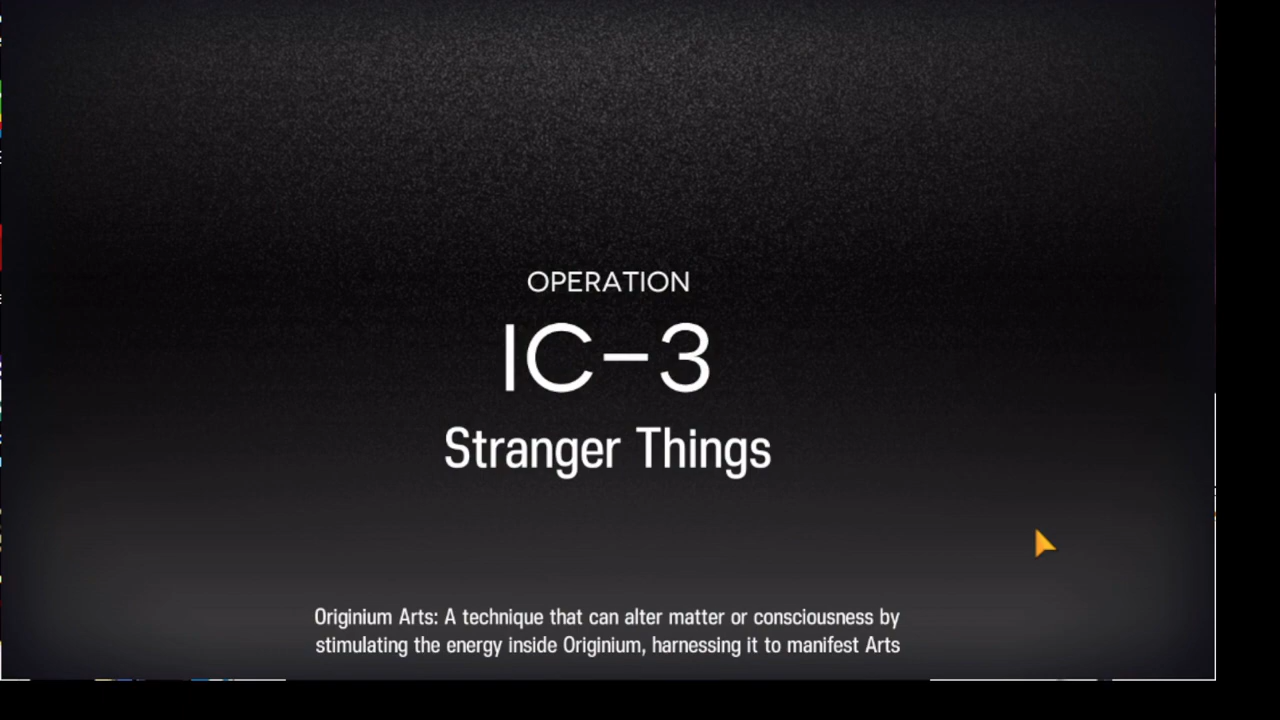 OPERATION
IC-3
Stranger Things
Originium Arts: A technique that can alter matter or consciousness by
stimulating the energy inside Originium, harnessing it to manifest Arts